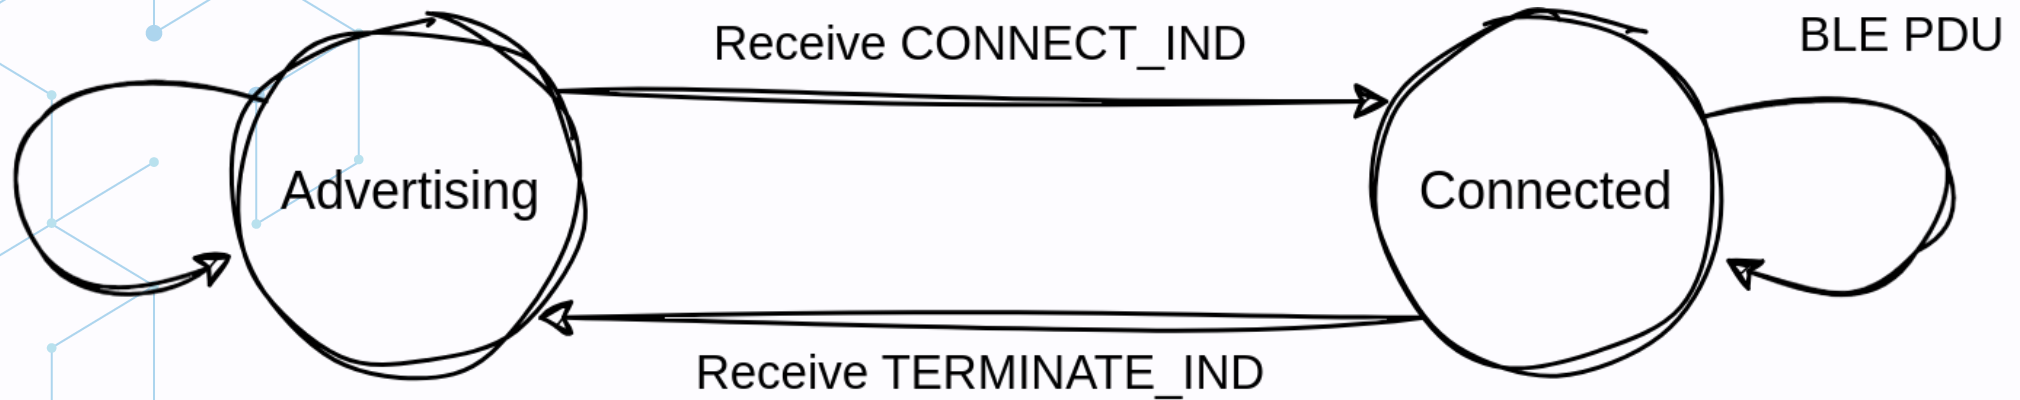 Receive CONNECT_IND
BLE PDU
Advertising
Connected
Receive TERMINATE_IND